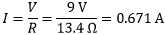 I = V/R = 9 V/13.4 Ω = 0.671 A